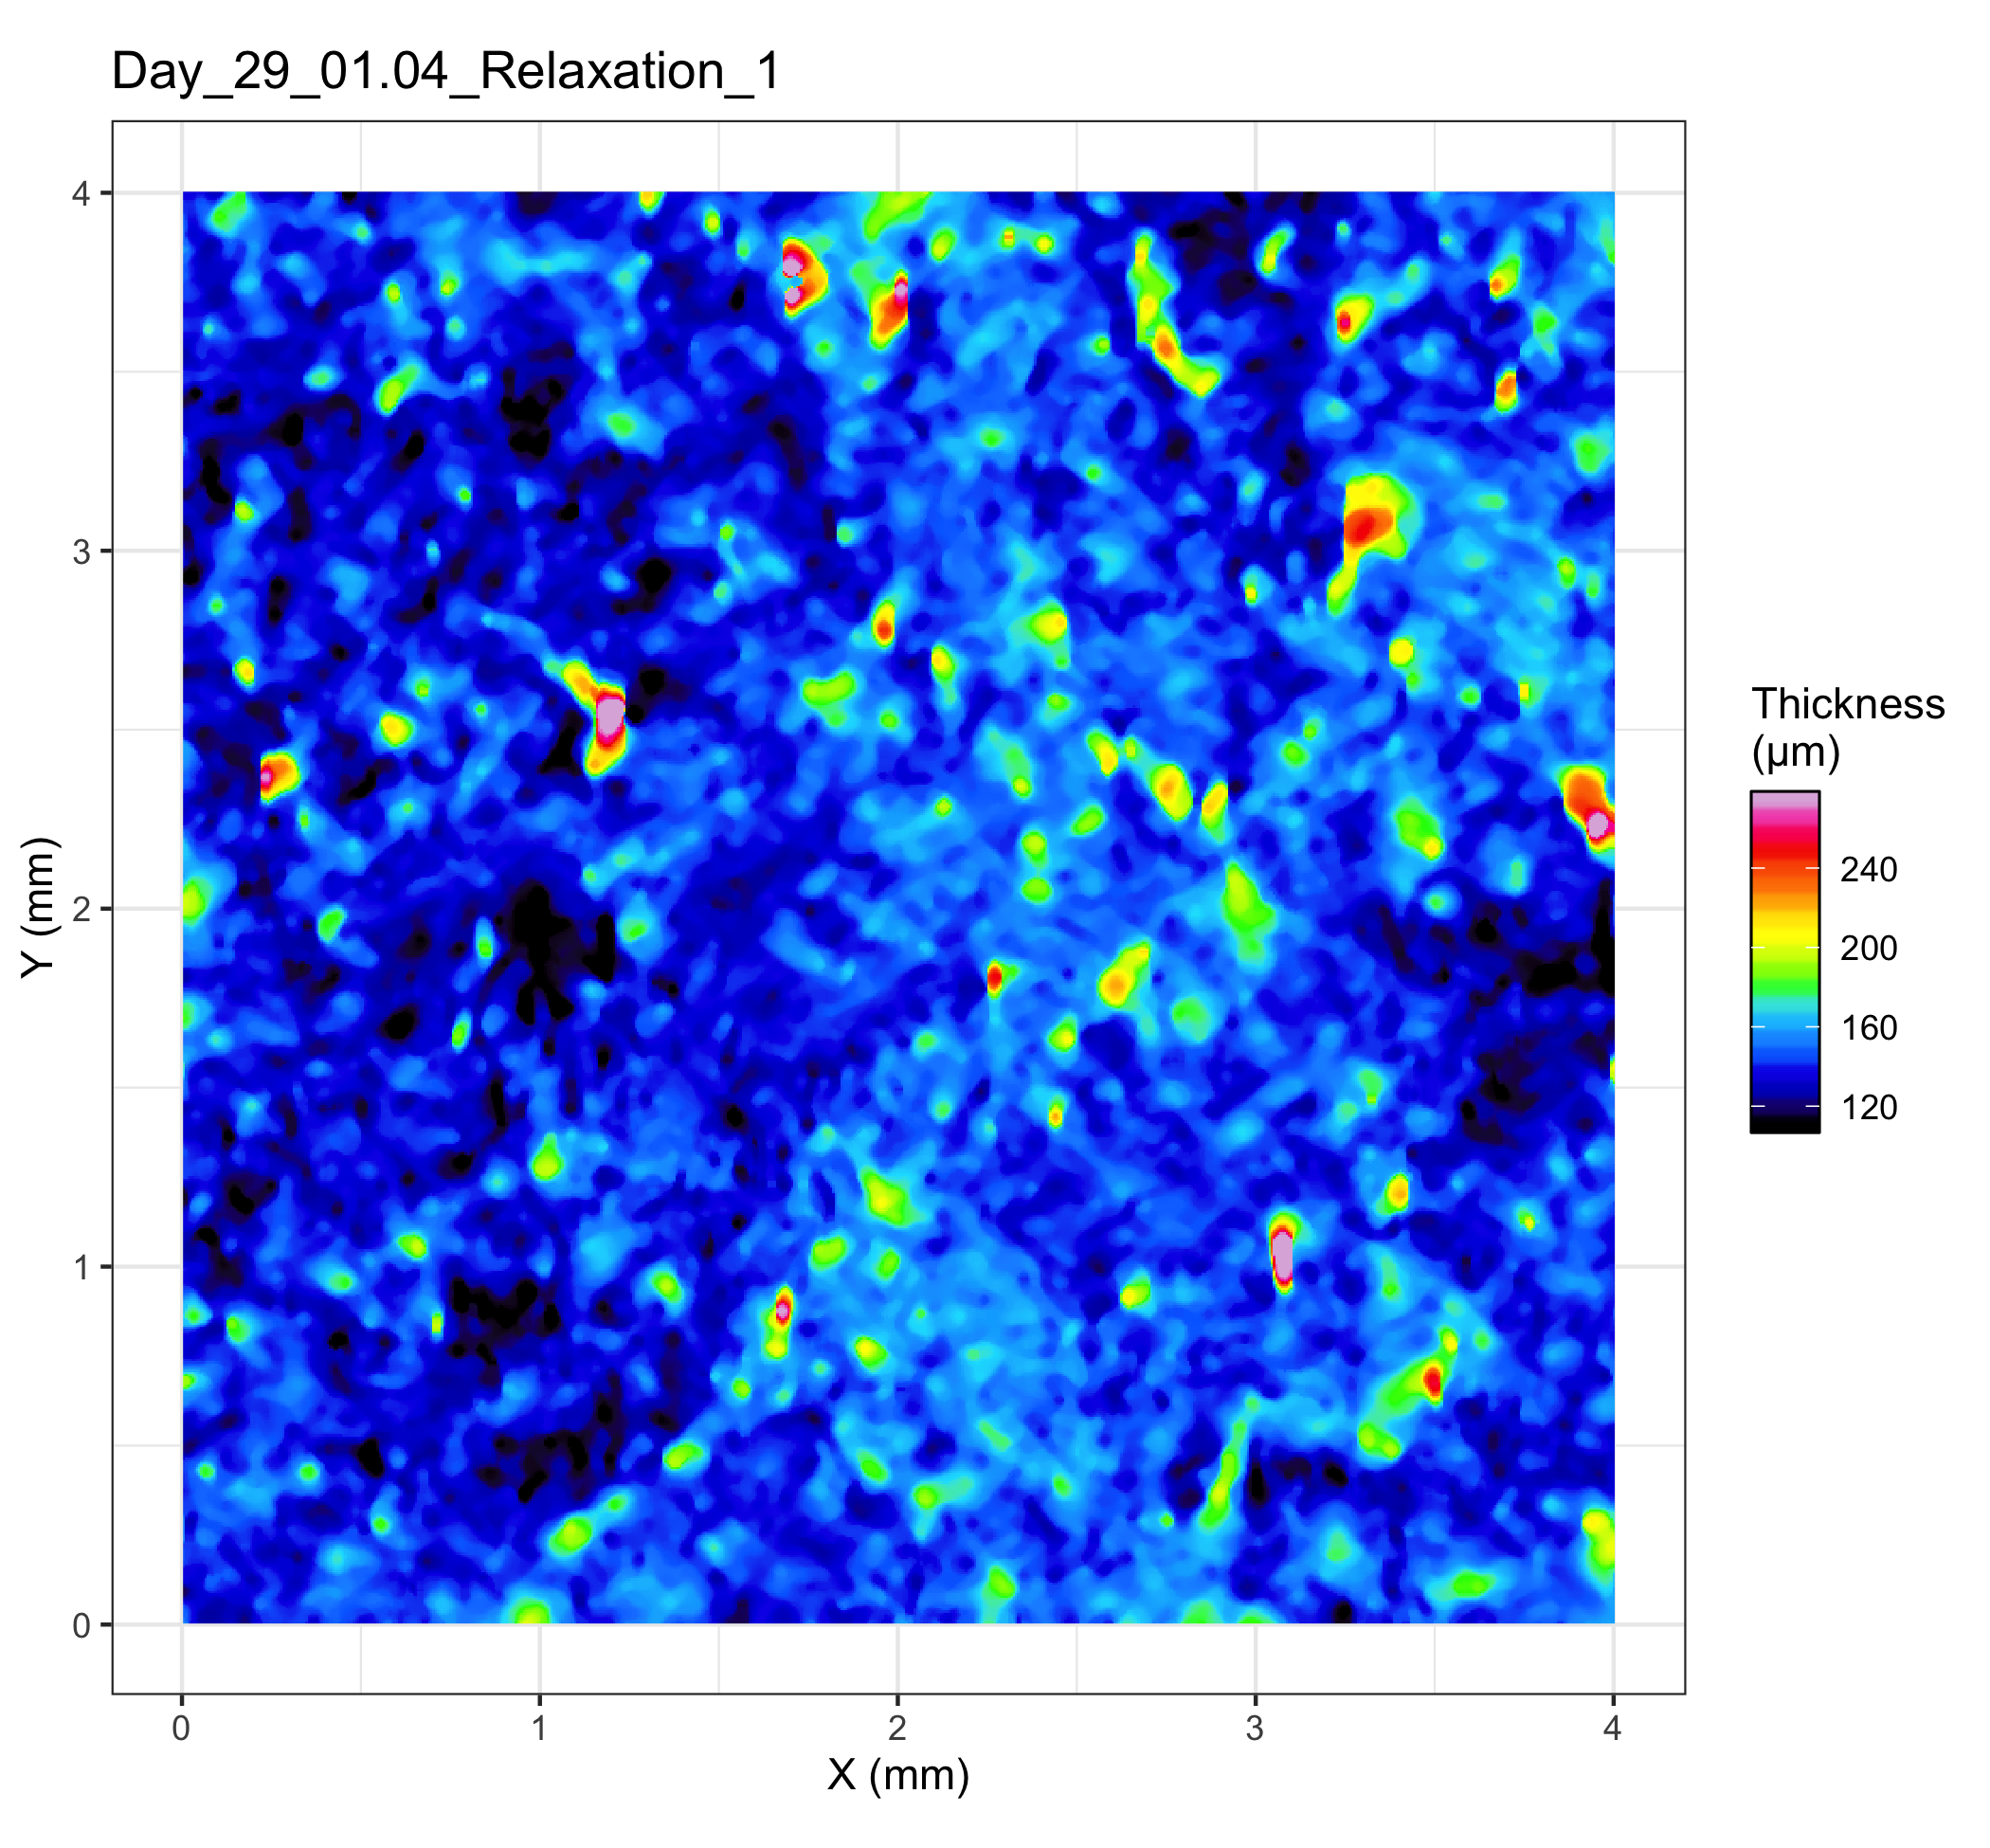 Day_29_01.04_Relaxation_1
4
3
2
1
0
Y (mm)
0 1 2 3 4
X (mm)
Thickness
(μm)
240
200
160
120